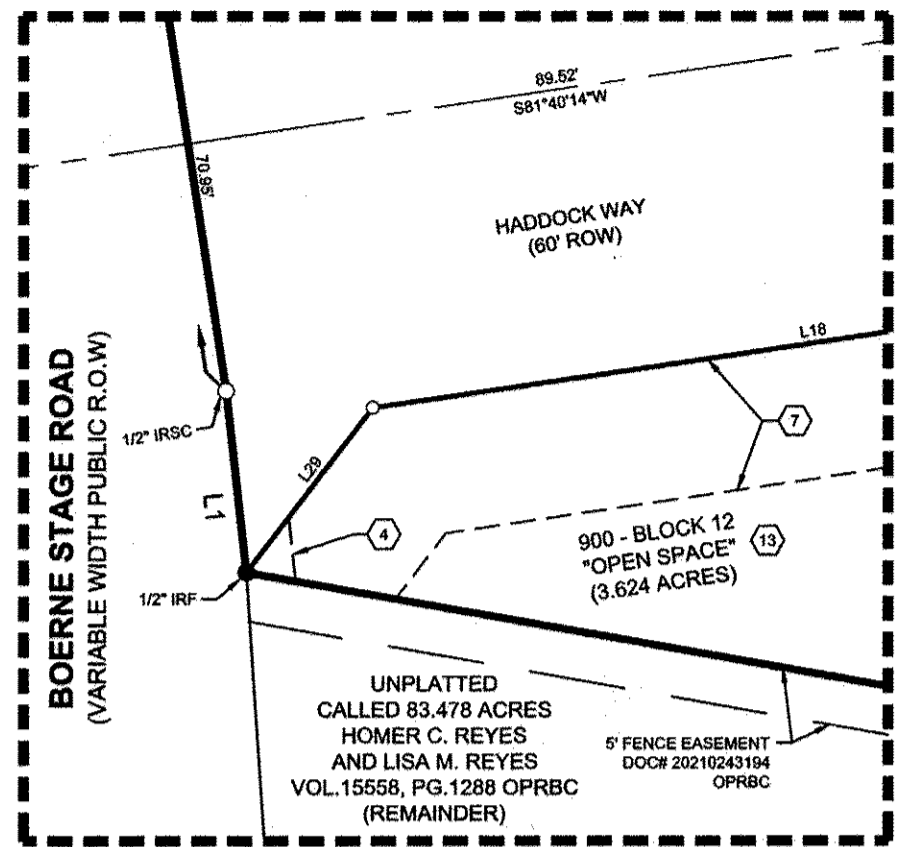 89.52'
S81°40'14"W
70.95'
HADDOCK WAY
(60' ROW)
L18
BOERNE STAGE ROAD
(VARIABLE WIDTH PUBLIC R.O.W)
1/2" IRSC
7
L29
L1
4
900 - BLOCK 12
"OPEN SPACE"
(3.624 ACRES)
13
1/2" IRF
UNPLATTED
CALLED 83.478 ACRES
HOMER C. REYES
AND LISA M. REYES
VOL.15558, PG.1288 OPRBC
(REMAINDER)
5' FENCE EASEMENT
DOC# 20210243194
OPRBC